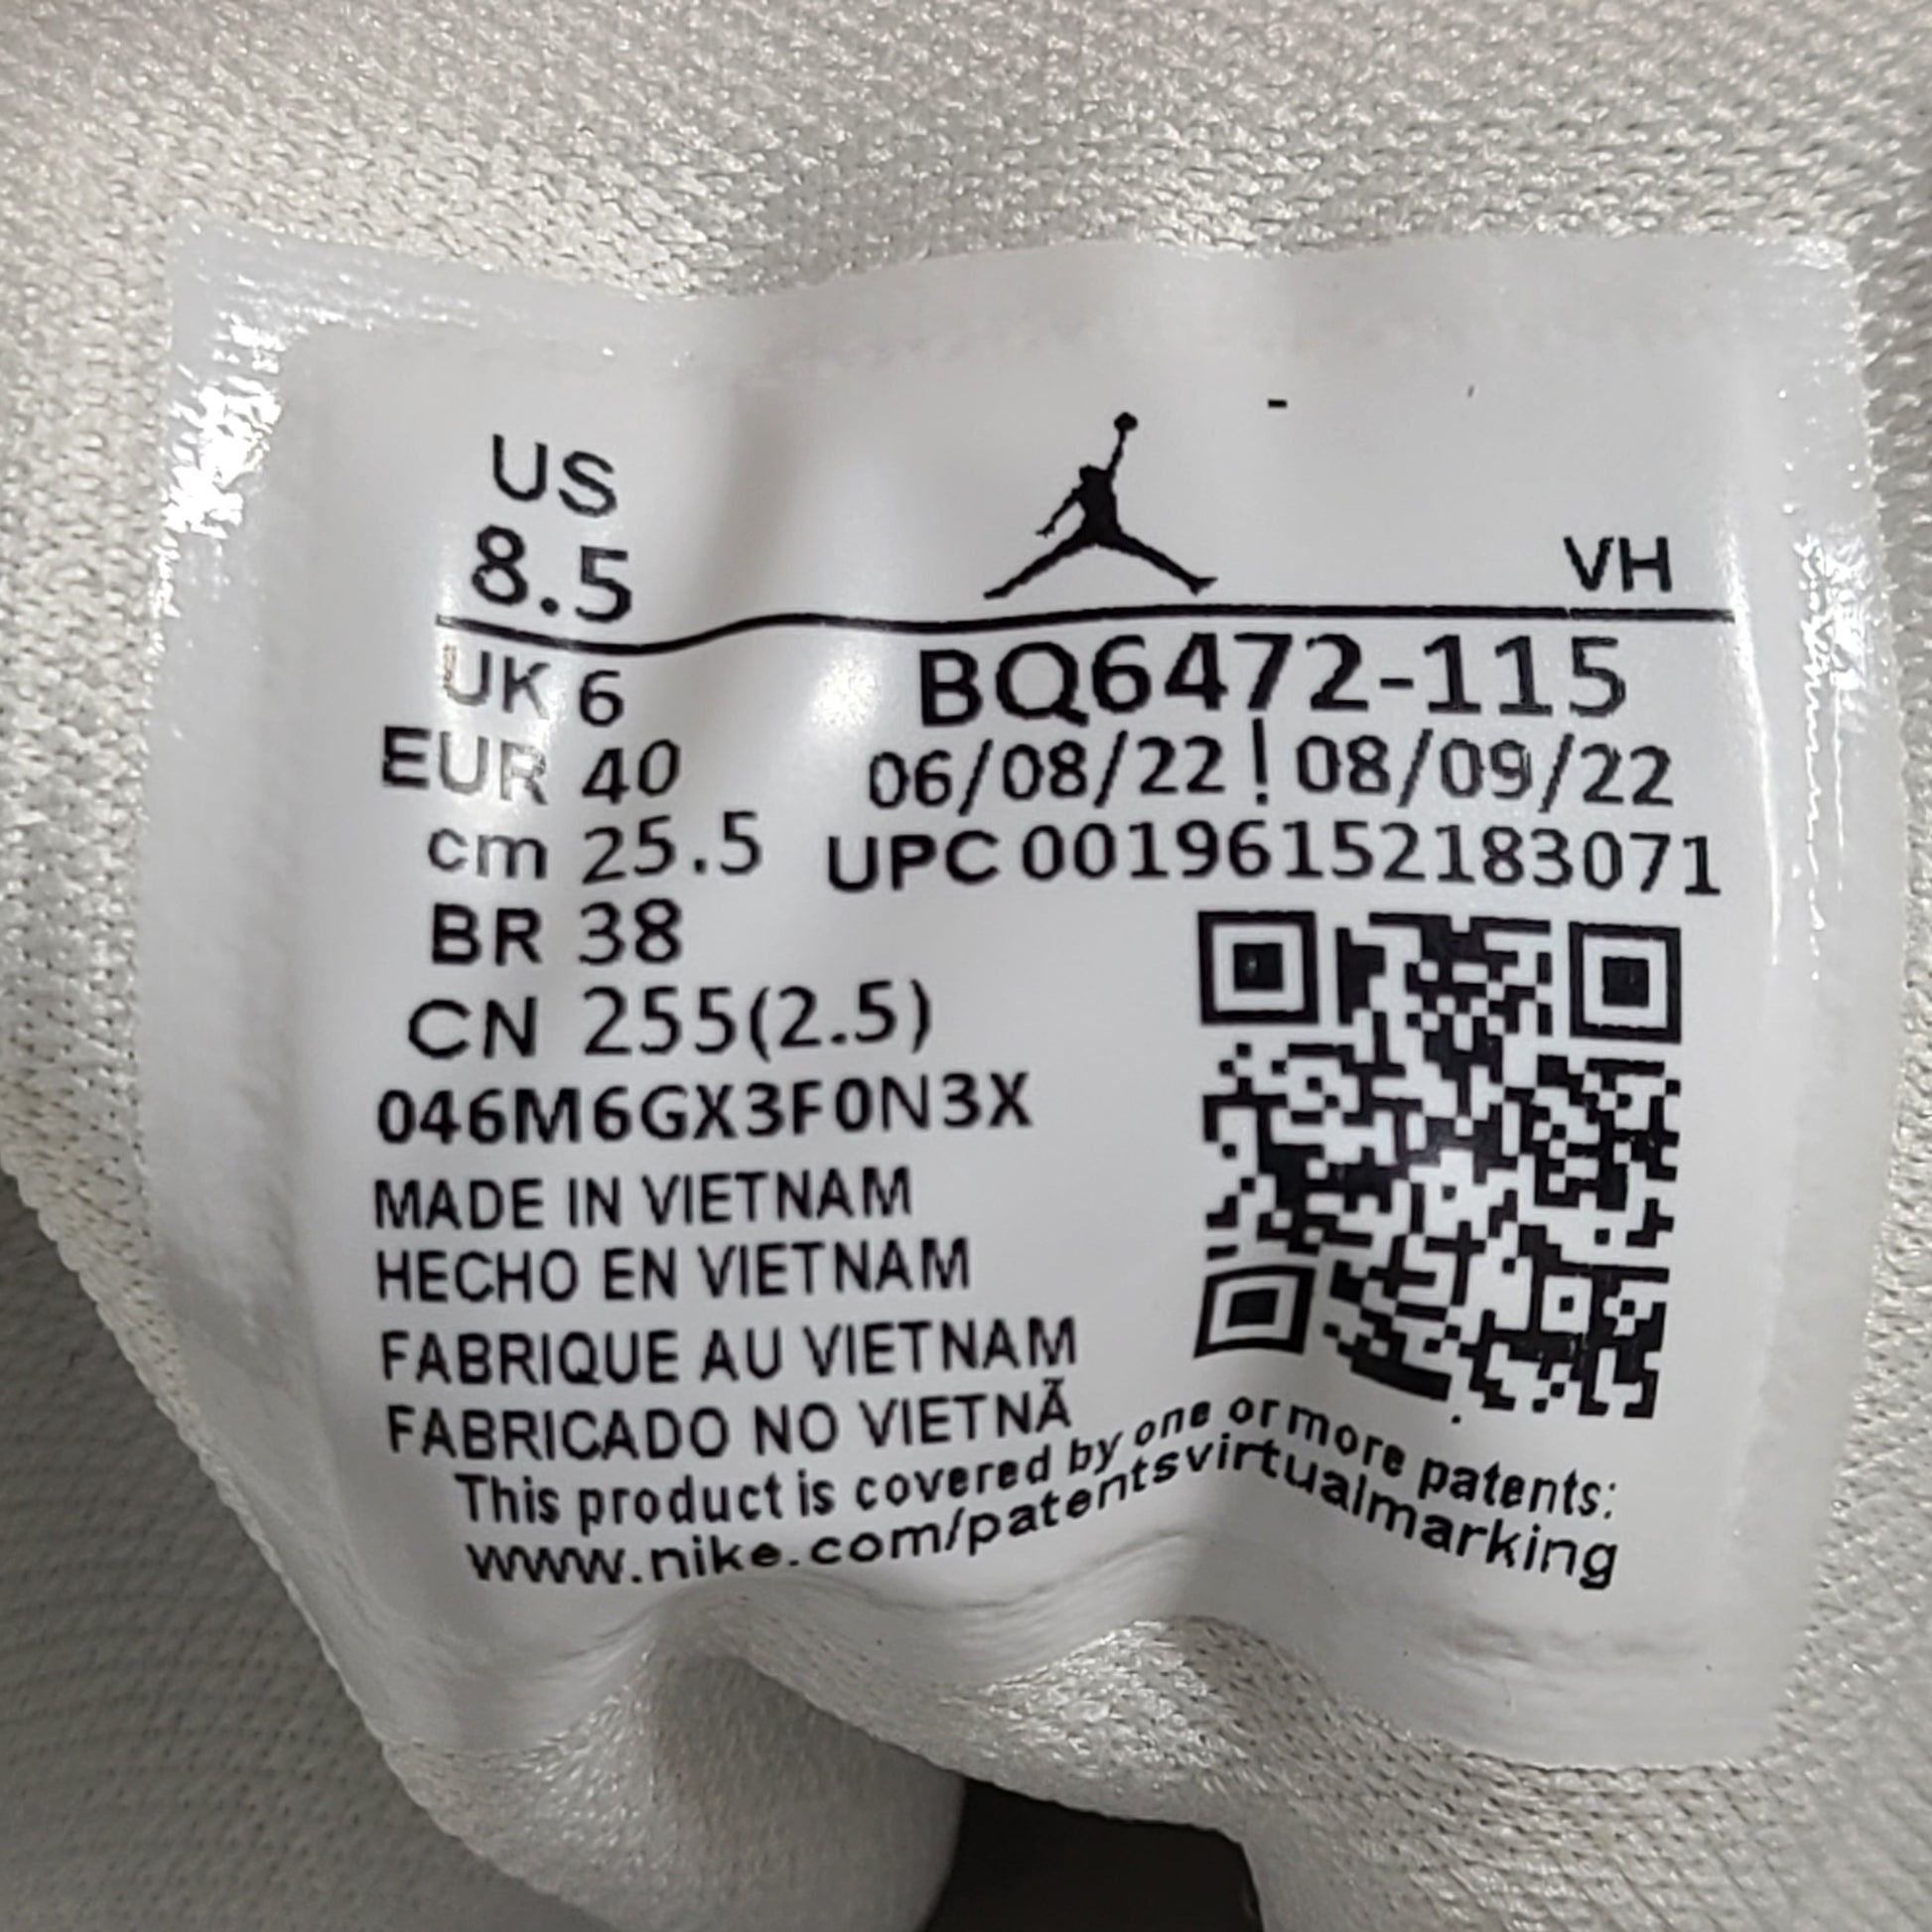 US
8.5
VH
UK 6
BQ6472-115
EUR 40
06/08/22 ! 08/09/22
cm 25.5
UPC 00196152183071
BR 38
CN 255(2.5)
046M6GX3F0N3X
MADE IN VIETNAM
HECHO EN VIETNAM
FABRIQUE AU VIETNAM
FABRICADO NO VIETNÃ
This product is covered by one or more patents:
www.nike.com/patentsvirtualmarking